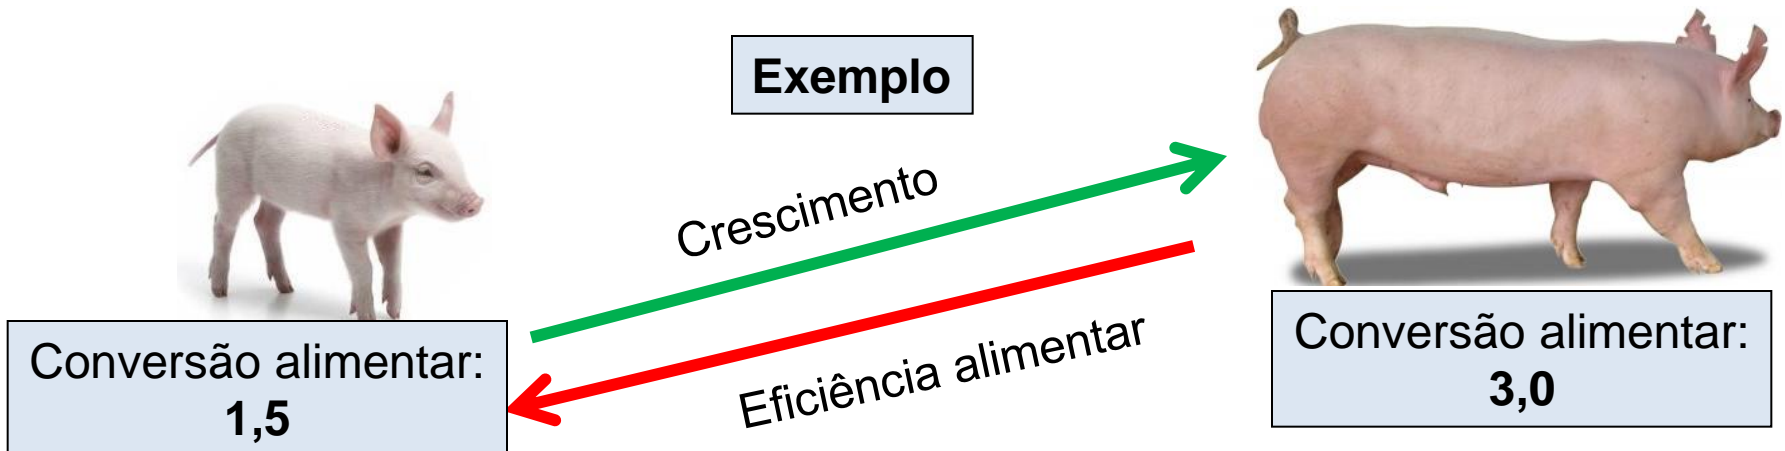 Exemplo
Crescimento
Eficiência alimentar
Conversão alimentar:
1,5
Conversão alimentar:
3,0